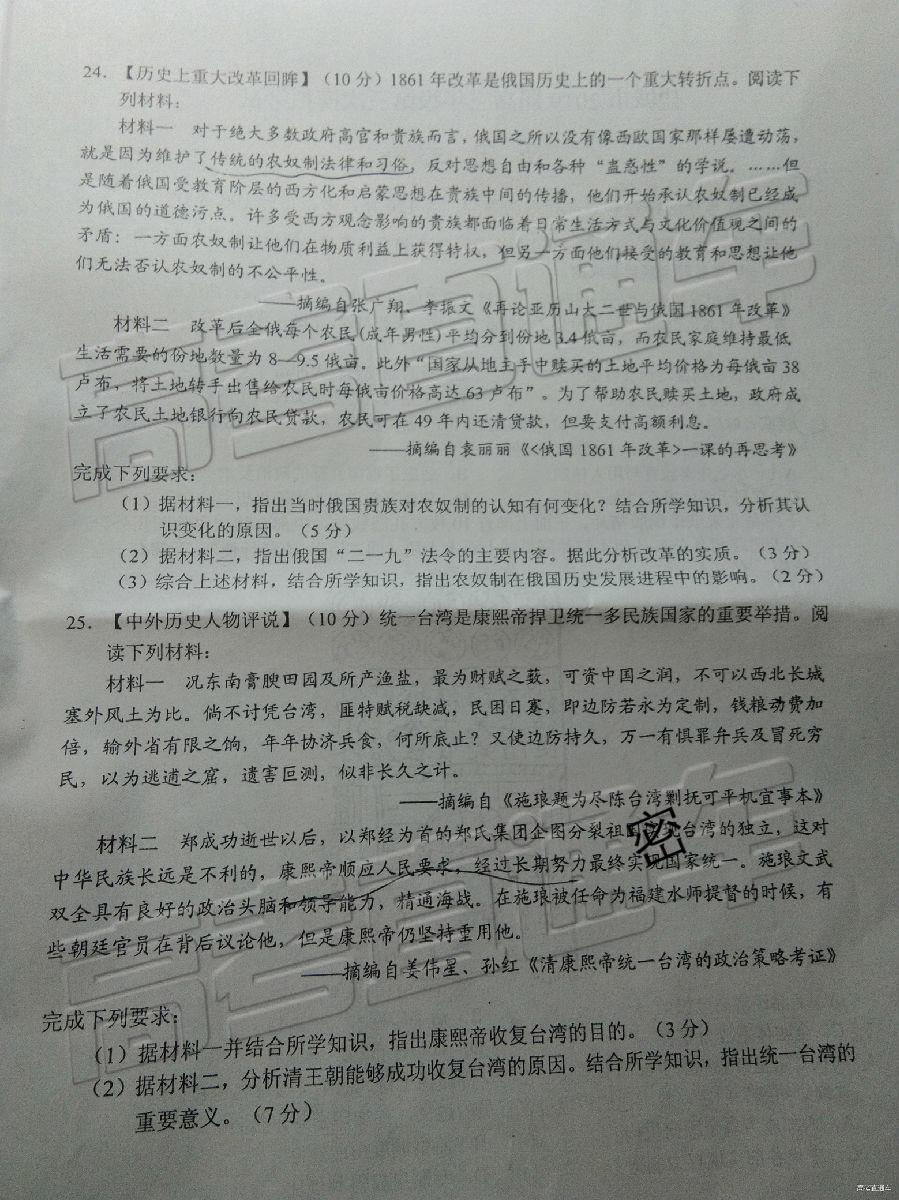 24．【历史上重大改革回眸】（10 分）1861 年改革是俄国历史上的一个重大转折点。阅读下
列材料：
材料一　对于绝大多数政府高官和贵族而言，俄国之所以没有像西欧国家那样屡遭动荡，
就是因为维护了传统的农奴制法律和习俗，反对思想自由和各种“蛊惑性”的学说。……但
是随着俄国受教育阶层的西方化和启蒙思想在贵族中间的传播，他们开始承认农奴制已经成
为俄国的道德污点。许多受西方观念影响的贵族都面临着日常生活方式与文化价值观之间的
矛盾：一方面农奴制让他们在物质利益上获得特权，但另一方面他们接受的教育和思想让他
们无法否认农奴制的不公平性。
——摘编自张广翔、李振文《再论亚历山大二世与俄国 1861 年改革》
材料二　改革后全俄每个农民(成年男性)平均分到份地 3.4 俄亩，而农民家庭维持最低
生活需要的份地数量为 8—9.5 俄亩。此外“国家从地主手中赎买的土地平均价格为每俄亩 38
卢布，将土地转手出售给农民时每俄亩价格高达 63 卢布”。为了帮助农民赎买土地，政府成
立了农民土地银行向农民贷款，农民可在 49 年内还清贷款，但要支付高额利息。
——摘编自袁丽丽《<俄国 1861 年改革>一课的再思考》
完成下列要求：
（1）据材料一，指出当时俄国贵族对农奴制的认知有何变化？结合所学知识，分析其认
识变化的原因。（5 分）
（2）据材料二，指出俄国“二一九”法令的主要内容。据此分析改革的实质。（3 分）
（3）综合上述材料，结合所学知识，指出农奴制在俄国历史发展进程中的影响。（2 分）
25．【中外历史人物评说】（10 分）统一台湾是康熙帝捍卫统一多民族国家的重要举措。阅
读下列材料：
材料一　况东南膏腴田园及所产渔盐，最为财赋之薮，可资中国之润，不可以西北长城
塞外风土为比。倘不讨凭台湾，匪特赋税缺减，民困日蹇，即边防若永为定制，钱粮动费加
倍，输外省有限之饷，年年协济兵食，何所底止？又使边防持久，万一有惧罪弁兵及冒死穷
民，以为逃逋之窟，遗害叵测，似非长久之计。
——摘编自《施琅题为尽陈台湾剿抚可平机宜事本》
材料二　郑成功逝世以后，以郑经为首的郑氏集团企图分裂祖国台湾的独立，这对
中华民族长远是不利的，康熙帝顺应人民要求，经过长期努力最终实现国家统一。施琅文武
双全具有良好的政治头脑和领导能力，精通海战。在施琅被任命为福建水师提督的时候，有
些朝廷官员在背后议论他，但是康熙帝仍坚持重用他。
——摘编自姜伟星、孙红《清康熙帝统一台湾的政治策略考证》
完成下列要求：
（1）据材料一并结合所学知识，指出康熙帝收复台湾的目的。（3 分）
（2）据材料二，分析清王朝能够成功收复台湾的原因。结合所学知识，指出统一台湾的
重要意义。（7 分）
密
高考直通车
高考直通车
高考直通车